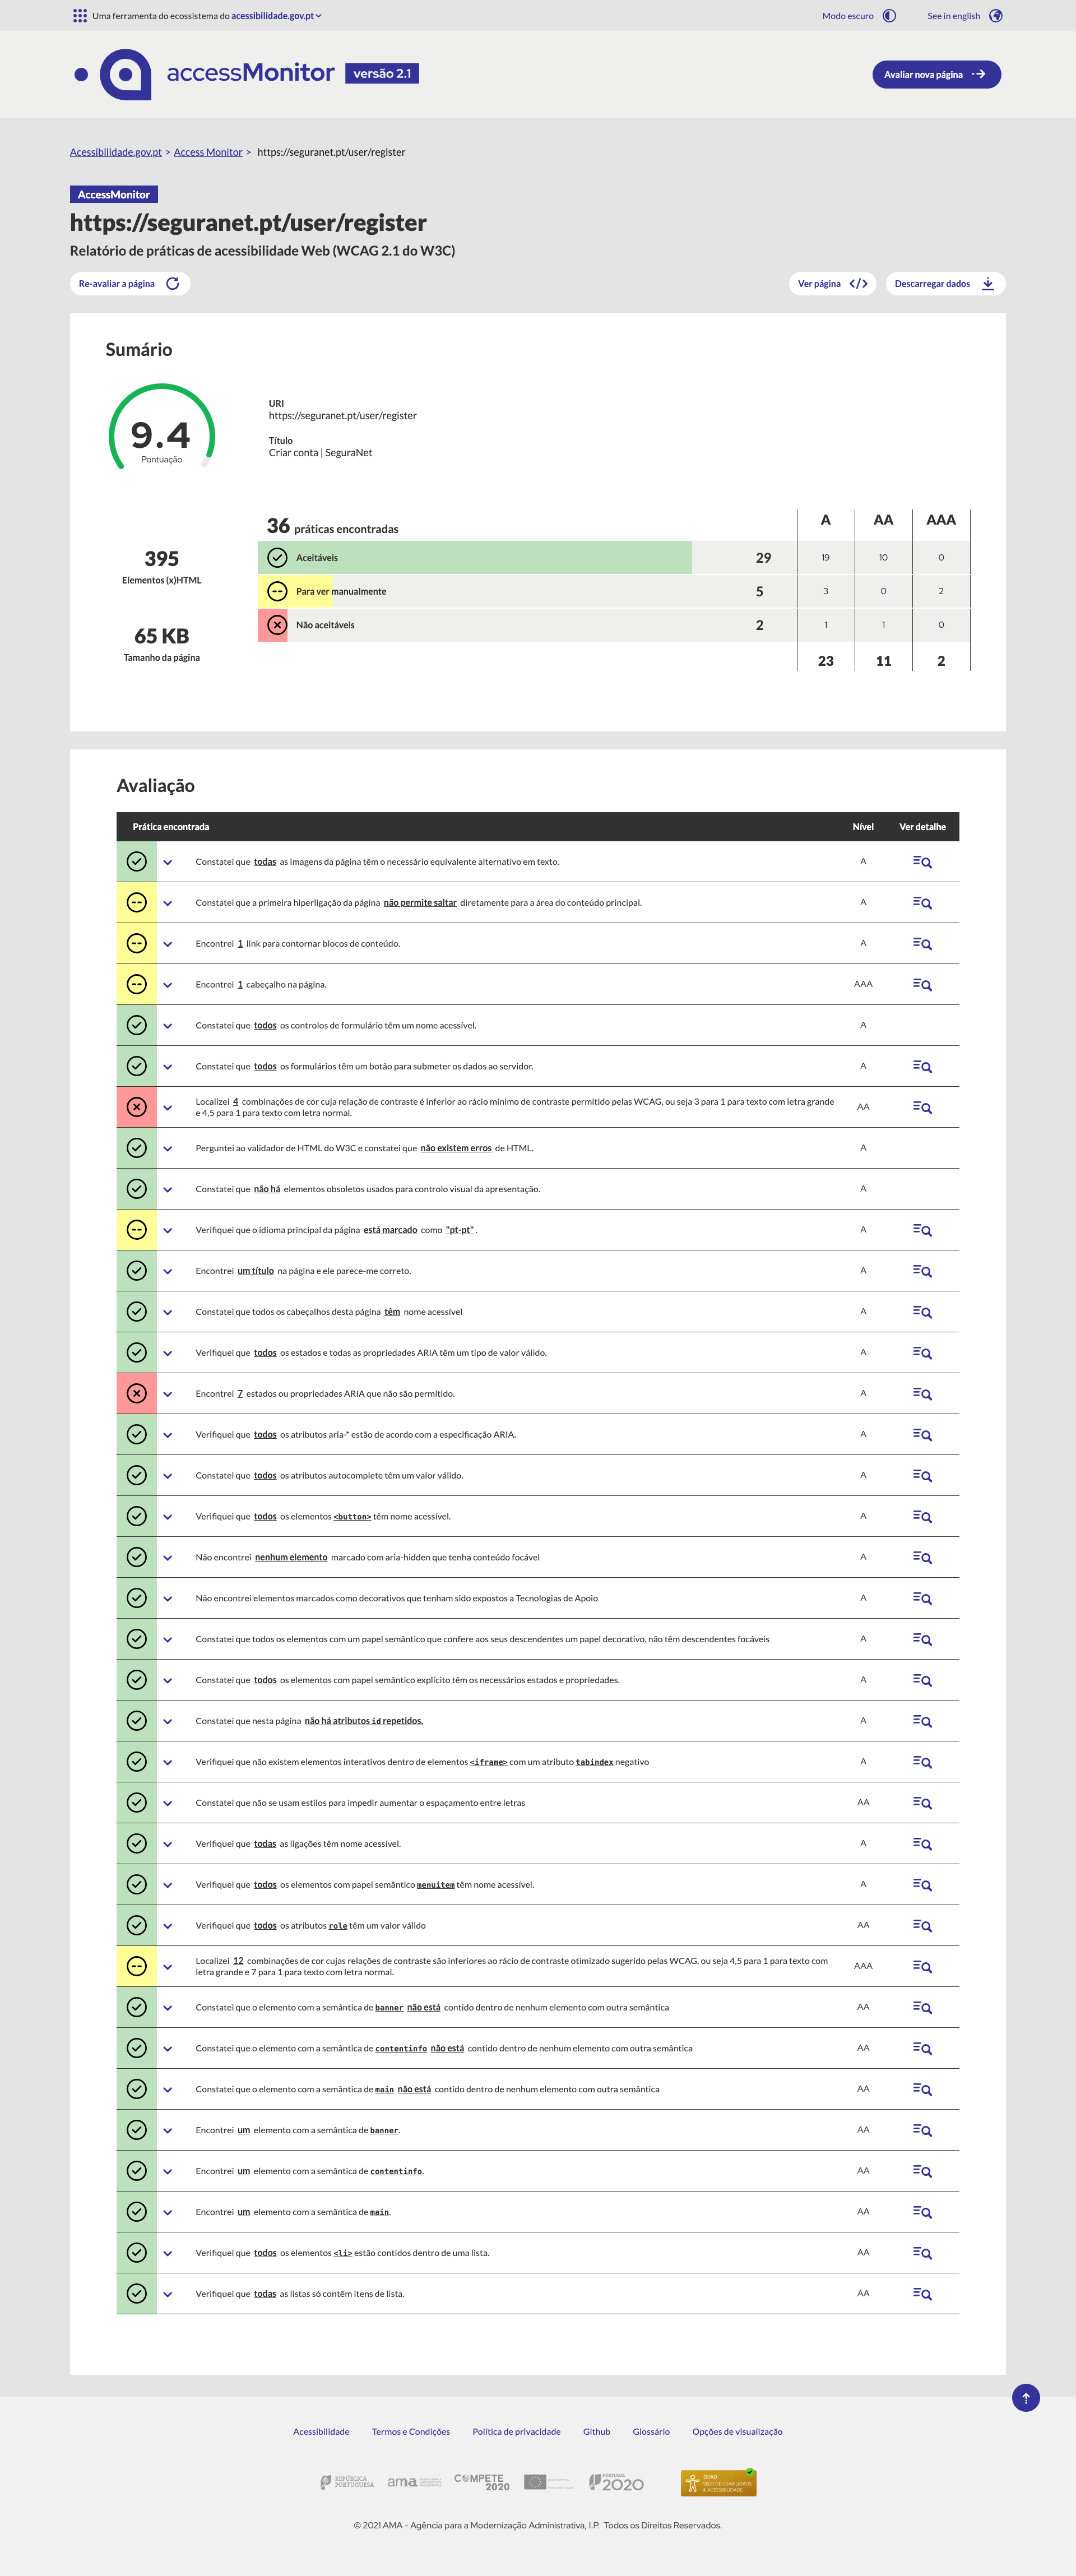 Uma ferramenta do ecossistema do acessibilidade.gov.pt
Modo escuro
See in english
accessMonitor versão 2.1
Avaliar nova página
Acessibilidade.gov.pt > Access Monitor > https://seguranet.pt/user/register
AccessMonitor
https://seguranet.pt/user/register
Relatório de práticas de acessibilidade Web (WCAG 2.1 do W3C)
Re-avaliar a página
Ver página
Descarregar dados
Sumário
9.4
Pontuação
URI
https://seguranet.pt/user/register
Título
Criar conta | SeguraNet
395
Elementos (x)HTML
65 KB
Tamanho da página
36 práticas encontradas
A AA AAA
Aceitáveis 29 19 10 0
Para ver manualmente 5 3 0 2
Não aceitáveis 2 1 1 0
23 11 2
Avaliação
Prática encontrada Nível Ver detalhe
Constatei que todas as imagens da página têm o necessário equivalente alternativo em texto. A
Constatei que a primeira hiperligação da página não permite saltar diretamente para a área do conteúdo principal. A
Encontrei 1 link para contornar blocos de conteúdo. A
Encontrei 1 cabeçalho na página. AAA
Constatei que todos os controlos de formulário têm um nome acessível. A
Constatei que todos os formulários têm um botão para submeter os dados ao servidor. A
Localizei 4 combinações de cor cuja relação de contraste é inferior ao rácio mínimo de contraste permitido pelas WCAG, ou seja 3 para 1 para texto com letra grande
e 4,5 para 1 para texto com letra normal. AA
Perguntei ao validador de HTML do W3C e constatei que não existem erros de HTML. A
Constatei que não há elementos obsoletos usados para controlo visual da apresentação. A
Verifiquei que o idioma principal da página está marcado como "pt-pt" . A
Encontrei um título na página e ele parece-me correto. A
Constatei que todos os cabeçalhos desta página têm nome acessível A
Verifiquei que todos os estados e todas as propriedades ARIA têm um tipo de valor válido. A
Encontrei 7 estados ou propriedades ARIA que não são permitido. A
Verifiquei que todos os atributos aria-* estão de acordo com a especificação ARIA. A
Constatei que todos os atributos autocomplete têm um valor válido. A
Verifiquei que todos os elementos <button> têm nome acessível. A
Não encontrei nenhum elemento marcado com aria-hidden que tenha conteúdo focável A
Não encontrei elementos marcados como decorativos que tenham sido expostos a Tecnologias de Apoio A
Constatei que todos os elementos com um papel semântico que confere aos seus descendentes um papel decorativo, não têm descendentes focáveis A
Constatei que todos os elementos com papel semântico explícito têm os necessários estados e propriedades. A
Constatei que nesta página não há atributos id repetidos. A
Verifiquei que não existem elementos interativos dentro de elementos <iframe> com um atributo tabindex negativo A
Constatei que não se usam estilos para impedir aumentar o espaçamento entre letras AA
Verifiquei que todas as ligações têm nome acessível. A
Verifiquei que todos os elementos com papel semântico menuitem têm nome acessível. A
Verifiquei que todos os atributos role têm um valor válido AA
Localizei 12 combinações de cor cujas relações de contraste são inferiores ao rácio de contraste otimizado sugerido pelas WCAG, ou seja 4,5 para 1 para texto com
letra grande e 7 para 1 para texto com letra normal. AAA
Constatei que o elemento com a semântica de banner não está contido dentro de nenhum elemento com outra semântica AA
Constatei que o elemento com a semântica de contentinfo não está contido dentro de nenhum elemento com outra semântica AA
Constatei que o elemento com a semântica de main não está contido dentro de nenhum elemento com outra semântica AA
Encontrei um elemento com a semântica de banner. AA
Encontrei um elemento com a semântica de contentinfo. AA
Encontrei um elemento com a semântica de main. AA
Verifiquei que todos os elementos <li> estão contidos dentro de uma lista. AA
Verifiquei que todas as listas só contêm itens de lista. AA
Acessibilidade Termos e Condições Política de privacidade Github Glossário Opções de visualização
REPÚBLICA
PORTUGUESA
ama
COMPETE
2020
PORTUGAL
2020
OURO
SELO DE USABILIDADE
& ACESSIBILIDADE
© 2021 AMA - Agência para a Modernização Administrativa, I.P. Todos os Direitos Reservados.